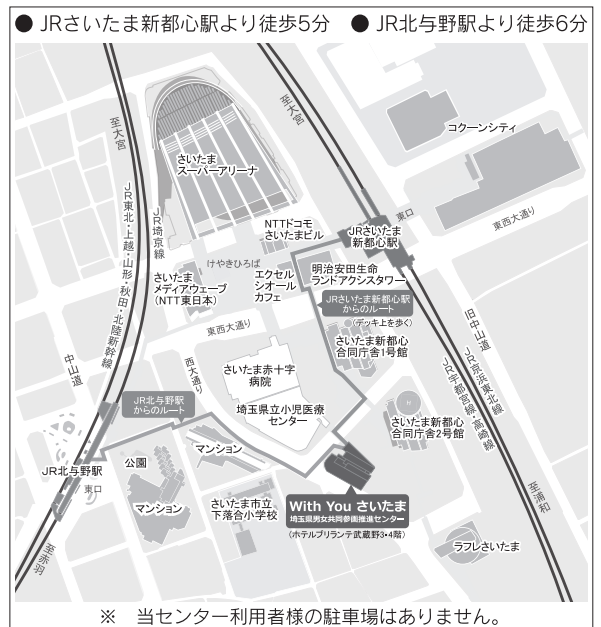 ● JRさいたま新都心駅より徒歩5分　● JR北与野駅より徒歩6分
至大宮
至大宮
コクーンシティ
さいたま
スーパーアリーナ
JR埼京線
JR東北・上越・山形・秋田・北陸新幹線
NTTドコモ
さいたまビル
JRさいたま
新都心駅
東口
東西大通り
けやきひろば
さいたま
メディアウェーブ
(NTT東日本)
エクセル
シオール
カフェ
明治安田生命
ランドアクシスタワー
JRさいたま新都心駅
からのルート
(デッキ上を歩く)
東西大通り
さいたま新都心
合同庁舎1号館
旧中山道
JR京浜東北線
JR宇都宮線・高崎線
中山道
西大通り
さいたま赤十字
病院
埼玉県立小児医療
センター
H
さいたま新都心
合同庁舎2号館
JR北与野駅
からのルート
JR北与野駅
東口
公園
マンション
マンション
さいたま市立
下落合小学校
With You さいたま
埼玉県男女共同参画推進センター
(ホテルブリランテ武蔵野3・4階)
至浦和
ラフレさいたま
至赤羽
※　当センター利用者様の駐車場はありません。